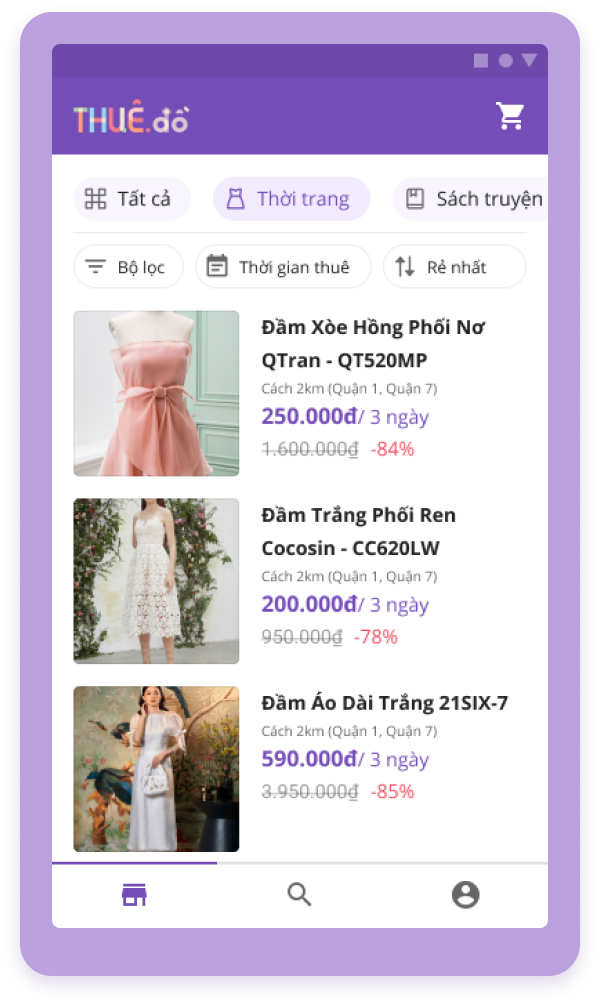 THUÊ.đồ
Tất cả
Thời trang
Sách truyện
Bộ lọc
Thời gian thuê
Rẻ nhất
Đầm Xòe Hồng Phối Nơ
QTran - QT520MP
Cách 2km (Quận 1, Quận 7)
250.000đ/ 3 ngày
1.600.000₫ -84%
Đầm Trắng Phối Ren
Cocosin - CC620LW
Cách 2km (Quận 1, Quận 7)
200.000đ/ 3 ngày
950.000₫ -78%
Đầm Áo Dài Trắng 21SIX-7
Cách 2km (Quận 1, Quận 7)
590.000đ/ 3 ngày
3.950.000₫ -85%